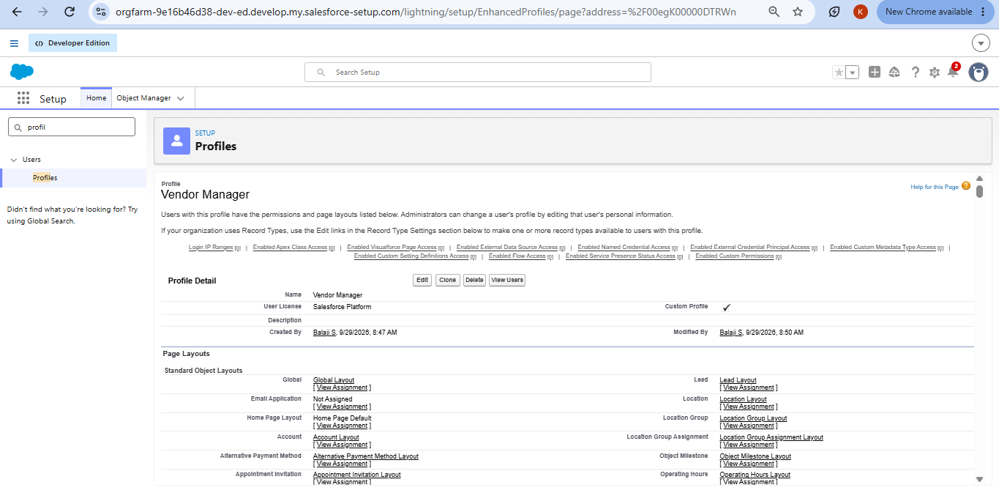 orgfarm-9e16b46d38-dev-ed.develop.my.salesforce-setup.com/lightning/setup/EnhancedProfiles/page?address=%2F00egK00000DTRWn
K
New Chrome available
Developer Edition
Search Setup
2
Setup
Home
Object Manager
profil
Users
Profiles
Didn't find what you're looking for? Try
using Global Search.
SETUP
Profiles
Profile
Vendor Manager
Help for this Page ?
Users with this profile have the permissions and page layouts listed below. Administrators can change a user's profile by editing that user's personal information.
If your organization uses Record Types, use the Edit links in the Record Type Settings section below to make one or more record types available to users with this profile.
Login IP Ranges [0] | Enabled Apex Class Access [0] | Enabled Visualforce Page Access [0] | Enabled External Data Source Access [0] | Enabled Named Credential Access [0] | Enabled External Credential Principal Access [0] | Enabled Custom Metadata Type Access [0] |
Enabled Custom Setting Definitions Access [0] | Enabled Flow Access [0] | Enabled Service Presence Status Access [0] | Enabled Custom Permissions [0]
Profile Detail Edit Clone Delete View Users
Name Vendor Manager
User License Salesforce Platform Custom Profile ✓
Description
Created By Balaji S, 9/29/2026, 8:47 AM Modified By Balaji S, 9/29/2026, 8:50 AM
Page Layouts
Standard Object Layouts
Global Global Layout Lead Lead Layout
[ View Assignment ] [ View Assignment ]
Email Application Not Assigned Location Location Layout
[ View Assignment ] [ View Assignment ]
Home Page Layout Home Page Default Location Group Location Group Layout
[ View Assignment ] [ View Assignment ]
Account Account Layout Location Group Assignment Location Group Assignment Layout
[ View Assignment ] [ View Assignment ]
Alternative Payment Method Alternative Payment Method Layout Object Milestone Object Milestone Layout
[ View Assignment ] [ View Assignment ]
Appointment Invitation Appointment Invitation Layout Operating Hours Operating Hours Layout
[ View Assignment ] [ View Assignment ]